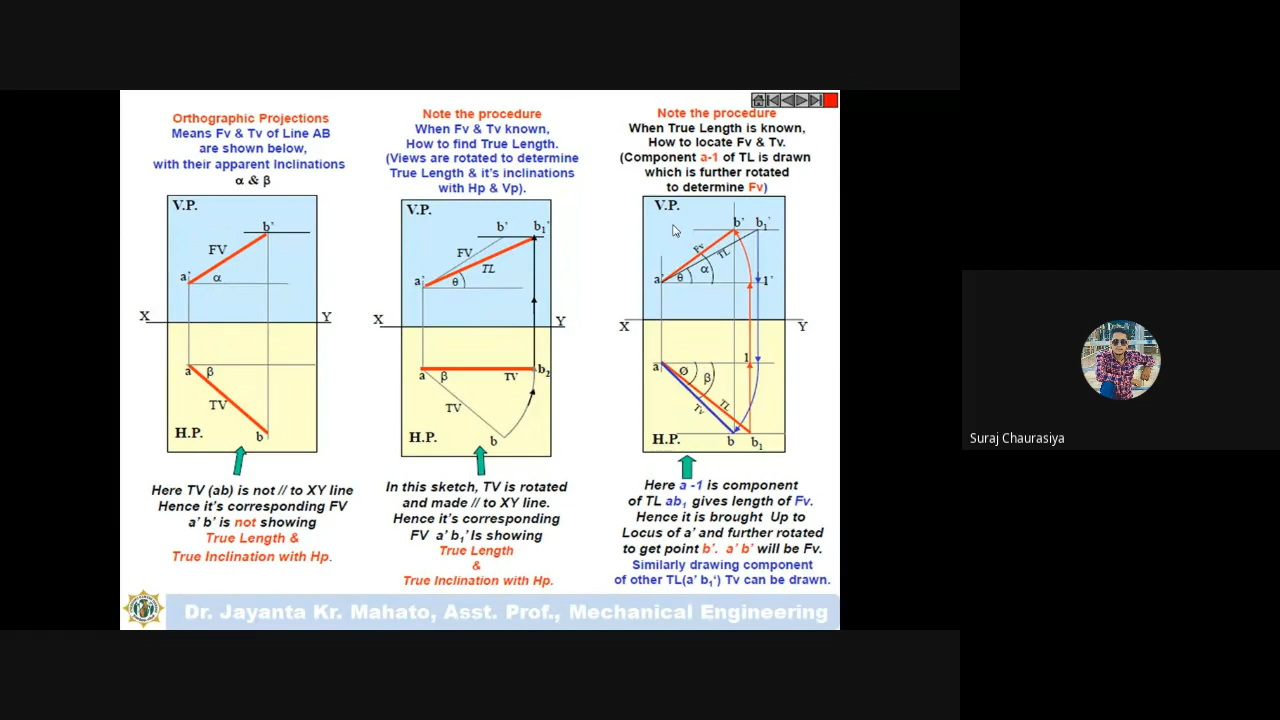 Orthographic Projections
Means Fv & Tv of Line AB
are shown below,
with their apparent Inclinations
α & β
V.P.
b’
FV
a’
α
X
Y
a
β
TV
H.P.
b
Here TV (ab) is not // to XY line
Hence it’s corresponding FV
a’ b’ is not showing
True Length &
True Inclination with Hp.
Note the procedure
When Fv & Tv known,
How to find True Length.
(Views are rotated to determine
True Length & it’s inclinations
with Hp & Vp).
V.P.
b’
b₁’
FV
TL
a’
θ
X
Y
a
β
TV
b₂
TV
H.P.
b
In this sketch, TV is rotated
and made // to XY line.
Hence it’s corresponding
FV a’ b₁’ Is showing
True Length
&
True Inclination with Hp.
Note the procedure
When True Length is known,
How to locate Fv & Tv.
(Component a-1 of TL is drawn
which is further rotated
to determine Fv)
V.P.
b’
b₁’
Fv
TL
a’
θ
α
1’
X
Y
1
a
Ø
β
TL
Tv
H.P.
b
b₁
Here a -1 is component
of TL ab₁ gives length of Fv.
Hence it is brought Up to
Locus of a’ and further rotated
to get point b’. a’ b’ will be Fv.
Similarly drawing component
of other TL(a’ b₁‘) Tv can be drawn.
Dr. Jayanta Kr. Mahato, Asst. Prof., Mechanical Engineering
Suraj Chaurasiya